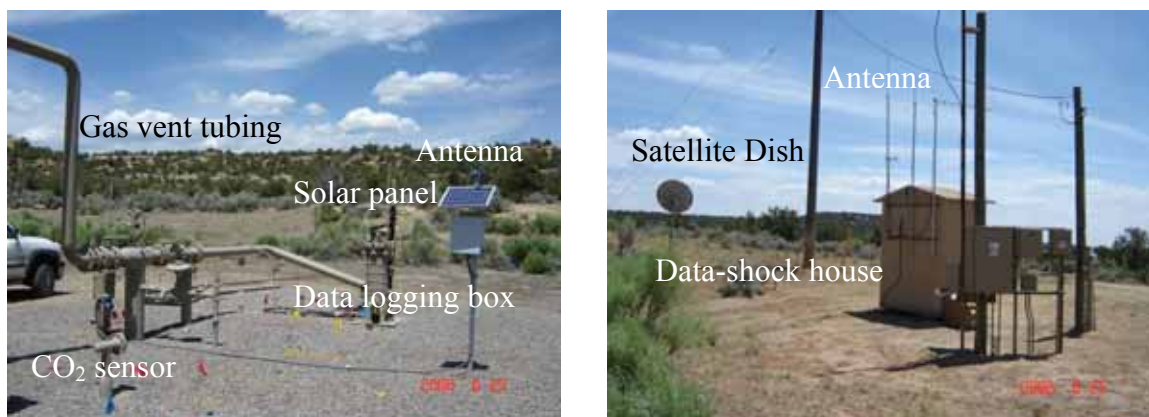 Gas vent tubing
Antenna
Solar panel
Data logging box
CO₂ sensor
Antenna
Satellite Dish
Data-shock house